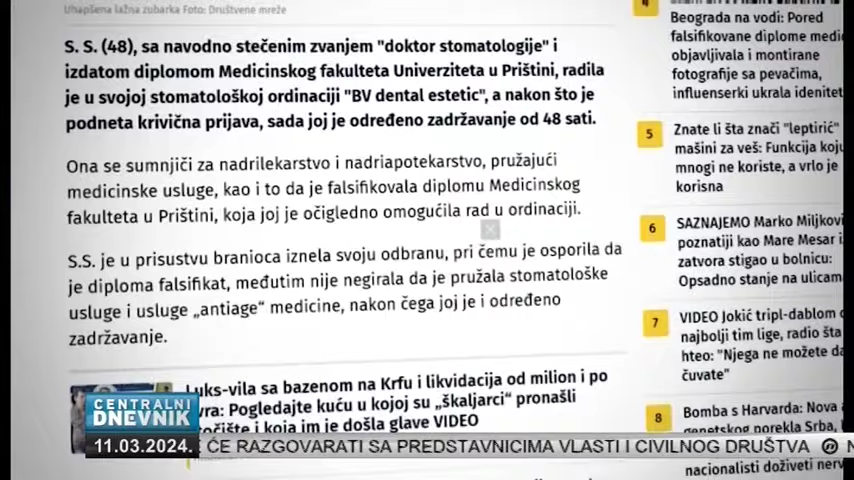 Uhapšena lažna zubarka Foto: Društvene mreže
S. S. (48), sa navodno stečenim zvanjem "doktor stomatologije" i
izdatom diplomom Medicinskog fakulteta Univerziteta u Prištini, radila
je u svojoj stomatološkoj ordinaciji "BV dental estetic", a nakon što je
podneta krivična prijava, sada joj je određeno zadržavanje od 48 sati.
Ona se sumnjiči za nadrilekarstvo i nadriapotekarstvo, pružajući
medicinske usluge, kao i to da je falsifikovala diplomu Medicinskog
fakulteta u Prištini, koja joj je očigledno omogućila rad u ordinaciji.
S.S. je u prisustvu branioca iznela svoju odbranu, pri čemu je osporila da
je diploma falsifikat, međutim nije negirala da je pružala stomatološke
usluge i usluge „antiage“ medicine, nakon čega joj je i određeno
zadržavanje.
Luks-vila sa bazenom na Krfu i likvidacija od milion i po
evra: Pogledajte kuću u kojoj su „škaljarci“ pronašli
i koja im je došla glave VIDEO
4
Beograda na vodi: Pored
falsifikovane diplome
objavljivala i montirane
fotografije sa pevačima,
influenserki ukrala
5
Znate li šta znači "leptirić"
mašini za veš: Funkcija
mnogi ne koriste, a vrlo je
korisna
6
SAZNAJEMO Marko
poznatiji kao Mare Mesar
zatvora stigao u bolnicu:
Opsadno stanje na
7
VIDEO Jokić tripl-dablom
najbolji tim lige, radio šta
hteo: "Njega ne možete
čuvate"
8
Bomba s Harvarda: Nova
genetskog porekla Srba,
nacionalisti doživeti
CENTRALNI
DNEVNIK
11.03.2024.
ĆE RAZGOVARATI SA PREDSTAVNICIMA VLASTI I CIVILNOG DRUŠTVA